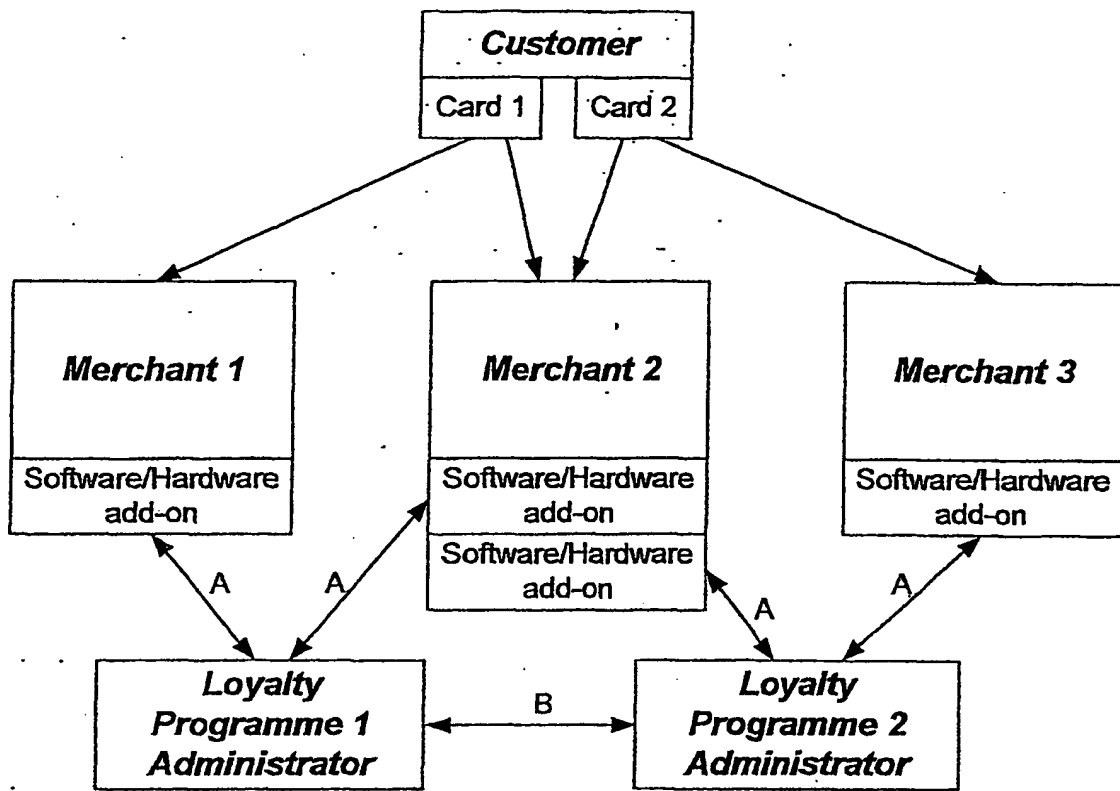 Customer
Card 1
Card 2
Merchant 1
Merchant 2
Merchant 3
Software/Hardware
add-on
Software/Hardware
add-on
Software/Hardware
add-on
Software/Hardware
add-on
A
A
A
A
Loyalty
Programme 1
Administrator
B
Loyalty
Programme 2
Administrator